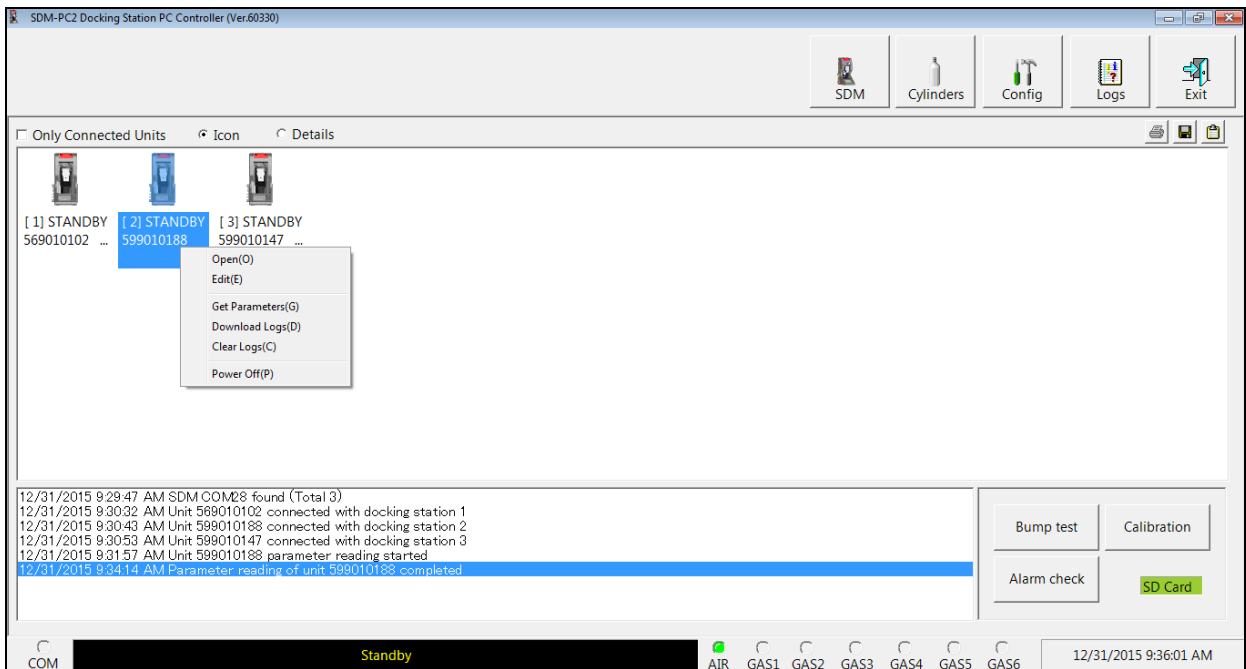 SDM-PC2 Docking Station PC Controller (Ver.60330)
SDM
Cylinders
Config
Logs
Exit
Only Connected Units
Icon
Details
[ 1] STANDBY
569010102 ...
[ 2] STANDBY
599010188
[ 3] STANDBY
599010147 ...
Open(O)
Edit(E)
Get Parameters(G)
Download Logs(D)
Clear Logs(C)
Power Off(P)
12/31/2015 9:29:47 AM SDM COM28 found (Total 3)
12/31/2015 9:30:32 AM Unit 569010102 connected with docking station 1
12/31/2015 9:30:43 AM Unit 599010188 connected with docking station 2
12/31/2015 9:30:53 AM Unit 599010147 connected with docking station 3
12/31/2015 9:31:57 AM Unit 599010188 parameter reading started
12/31/2015 9:34:14 AM Parameter reading of unit 599010188 completed
Bump test
Calibration
Alarm check
SD Card
COM
Standby
AIR
GAS1
GAS2
GAS3
GAS4
GAS5
GAS6
12/31/2015 9:36:01 AM